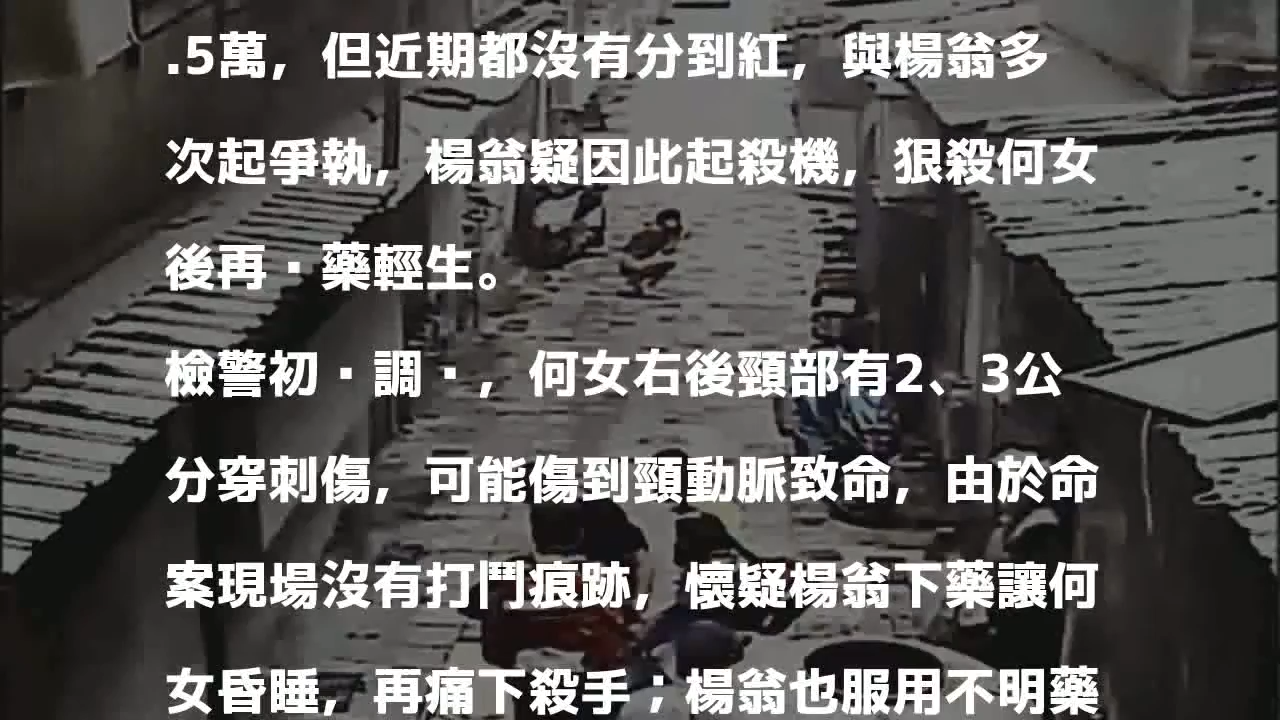 .5萬，但近期都沒有分到紅，與楊翁多
次起爭執，楊翁疑因此起殺機，狠殺何女
後再▪藥輕生。
檢警初▪調▪，何女右後頸部有2、3公
分穿刺傷，可能傷到頸動脈致命，由於命
案現場沒有打鬥痕跡，懷疑楊翁下藥讓何
女昏睡，再痛下殺手；楊翁也服用不明藥